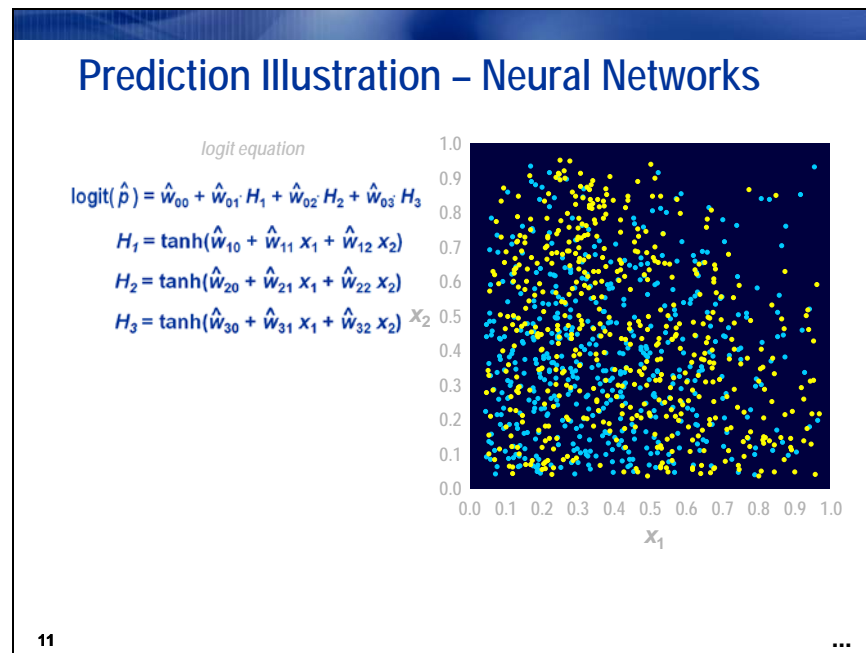 Prediction Illustration – Neural Networks
logit equation
logit(p̂) = ŵ₀₀ + ŵ₀₁· H₁ + ŵ₀₂· H₂ + ŵ₀₃· H₃
H₁ = tanh(ŵ₁₀ + ŵ₁₁ x₁ + ŵ₁₂ x₂)
H₂ = tanh(ŵ₂₀ + ŵ₂₁ x₁ + ŵ₂₂ x₂)
H₃ = tanh(ŵ₃₀ + ŵ₃₁ x₁ + ŵ₃₂ x₂)
x₂
1.0
0.9
0.8
0.7
0.6
0.5
0.4
0.3
0.2
0.1
0.0
0.0 0.1 0.2 0.3 0.4 0.5 0.6 0.7 0.8 0.9 1.0
x₁
11
...